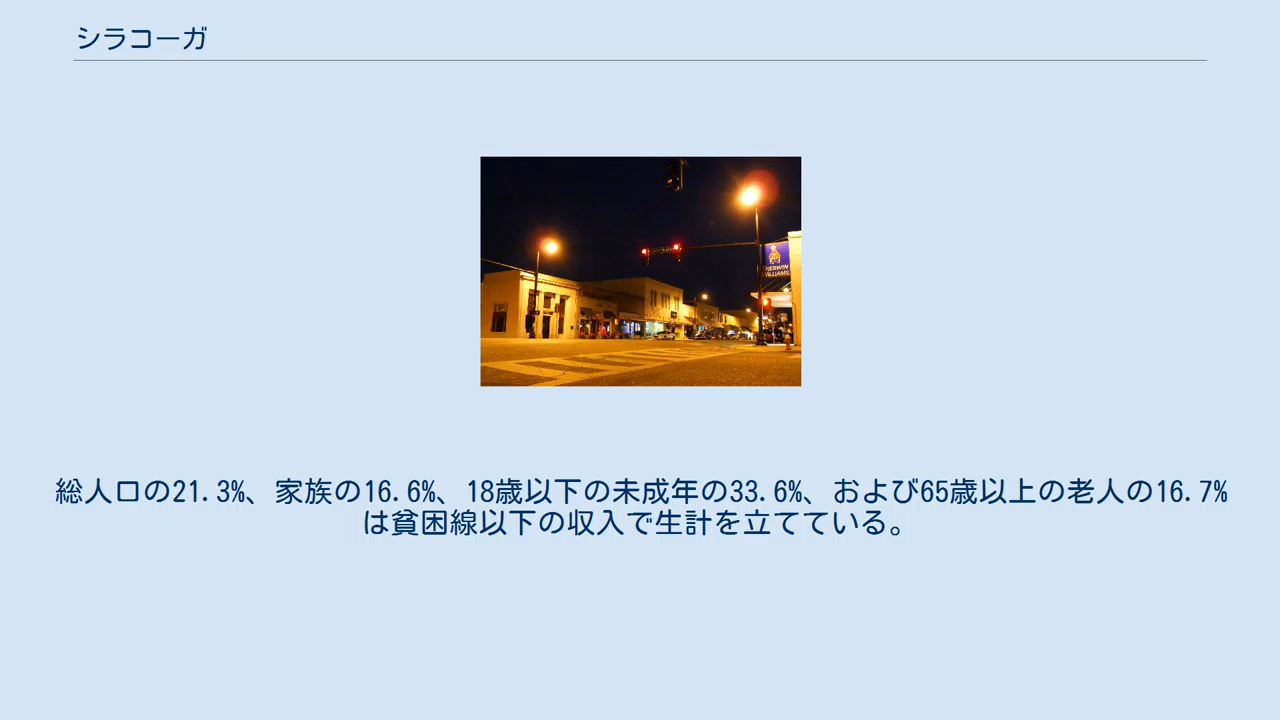 シラコーガ
SHERWIN
WILLIAMS
総人口の21.3%、家族の16.6%、18歳以下の未成年の33.6%、および65歳以上の老人の16.7%
は貧困線以下の収入で生計を立てている。